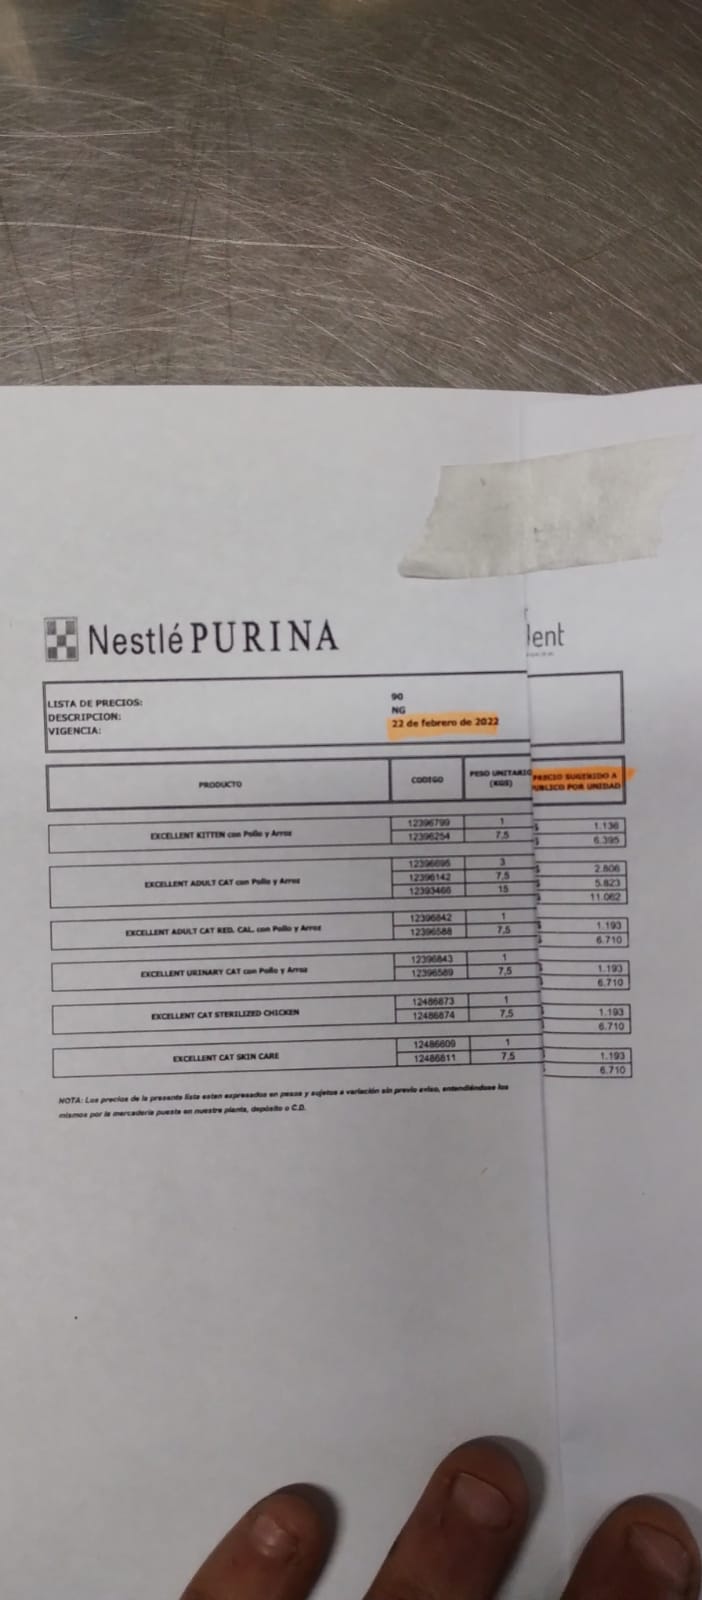 Nestlé PURINA
lent
LISTA DE PRECIOS: 90
DESCRIPCION: NG
VIGENCIA: 22 de febrero de 2022
PRODUCTO CODIGO PESO UNITARIO (KGS) PRECIO SUGERIDO A UBLICO POR UNIDAD
EXCELLENT KITTEN con Pollo y Arroz
12396799 1 $ 1.136
12396254 7,5 $ 6.395
EXCELLENT ADULT CAT con Pollo y Arroz
3 $ 2.806
12396142 7,5 $ 5.823
12393466 15 $ 11.062
EXCELLENT ADULT CAT RED. CAL. con Pollo y Arroz
12396842 1 $ 1.193
12396588 7,5 $ 6.710
EXCELLENT URINARY CAT con Pollo y Arroz
12396843 1 $ 1.193
12396589 7,5 $ 6.710
EXCELLENT CAT STERILIZED CHICKEN
12486873 1 $ 1.193
12486874 7,5 $ 6.710
EXCELLENT CAT SKIN CARE
12486809 1 $ 1.193
12486811 7,5 $ 6.710
NOTA: Los precios de la presente lista estan expresados en pesos y sujetos a variación sin previo aviso, entendiéndose los
mismos por la mercadería puesta en nuestra planta, depósito o C.D.